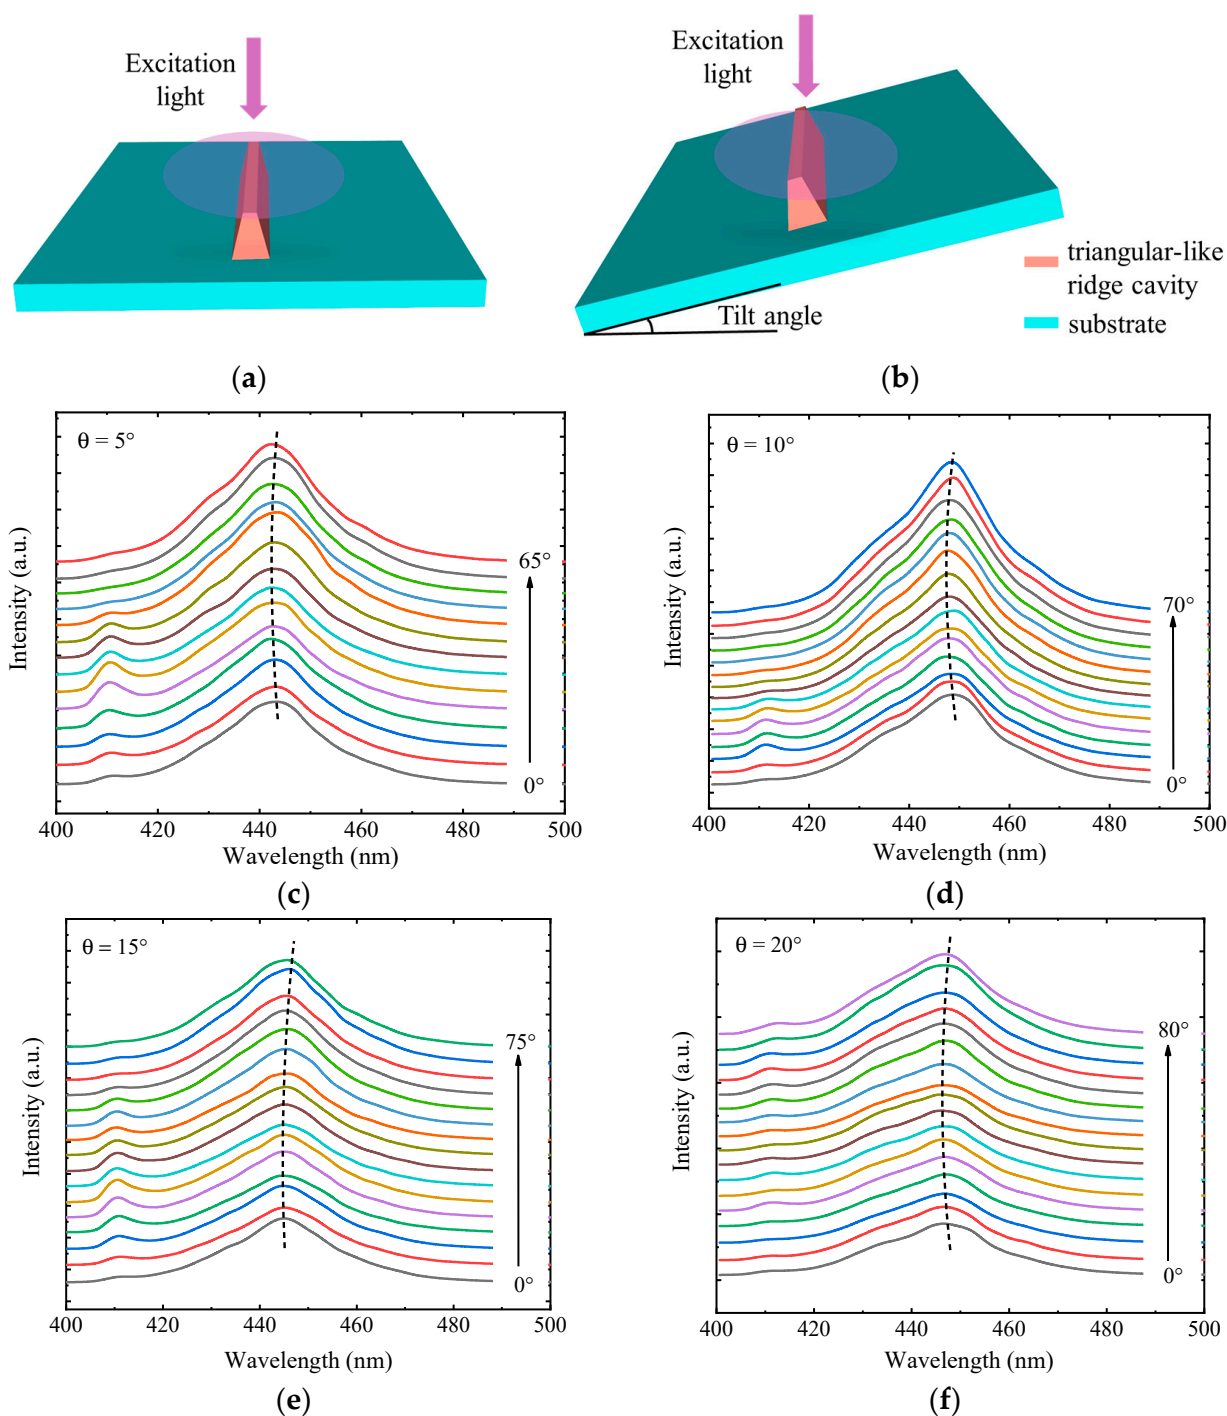 Excitation
light
Excitation
light
Tilt angle
triangular-like
ridge cavity
substrate
(a)
(b)
θ = 5°
65°
0°
Intensity (a.u.)
400 420 440 460 480 500
Wavelength (nm)
(c)
θ = 10°
70°
0°
Intensity (a.u.)
400 420 440 460 480 500
Wavelength (nm)
(d)
θ = 15°
75°
0°
Intensity (a.u.)
400 420 440 460 480 500
Wavelength (nm)
(e)
θ = 20°
80°
0°
Intensity (a.u.)
400 420 440 460 480 500
Wavelength (nm)
(f)